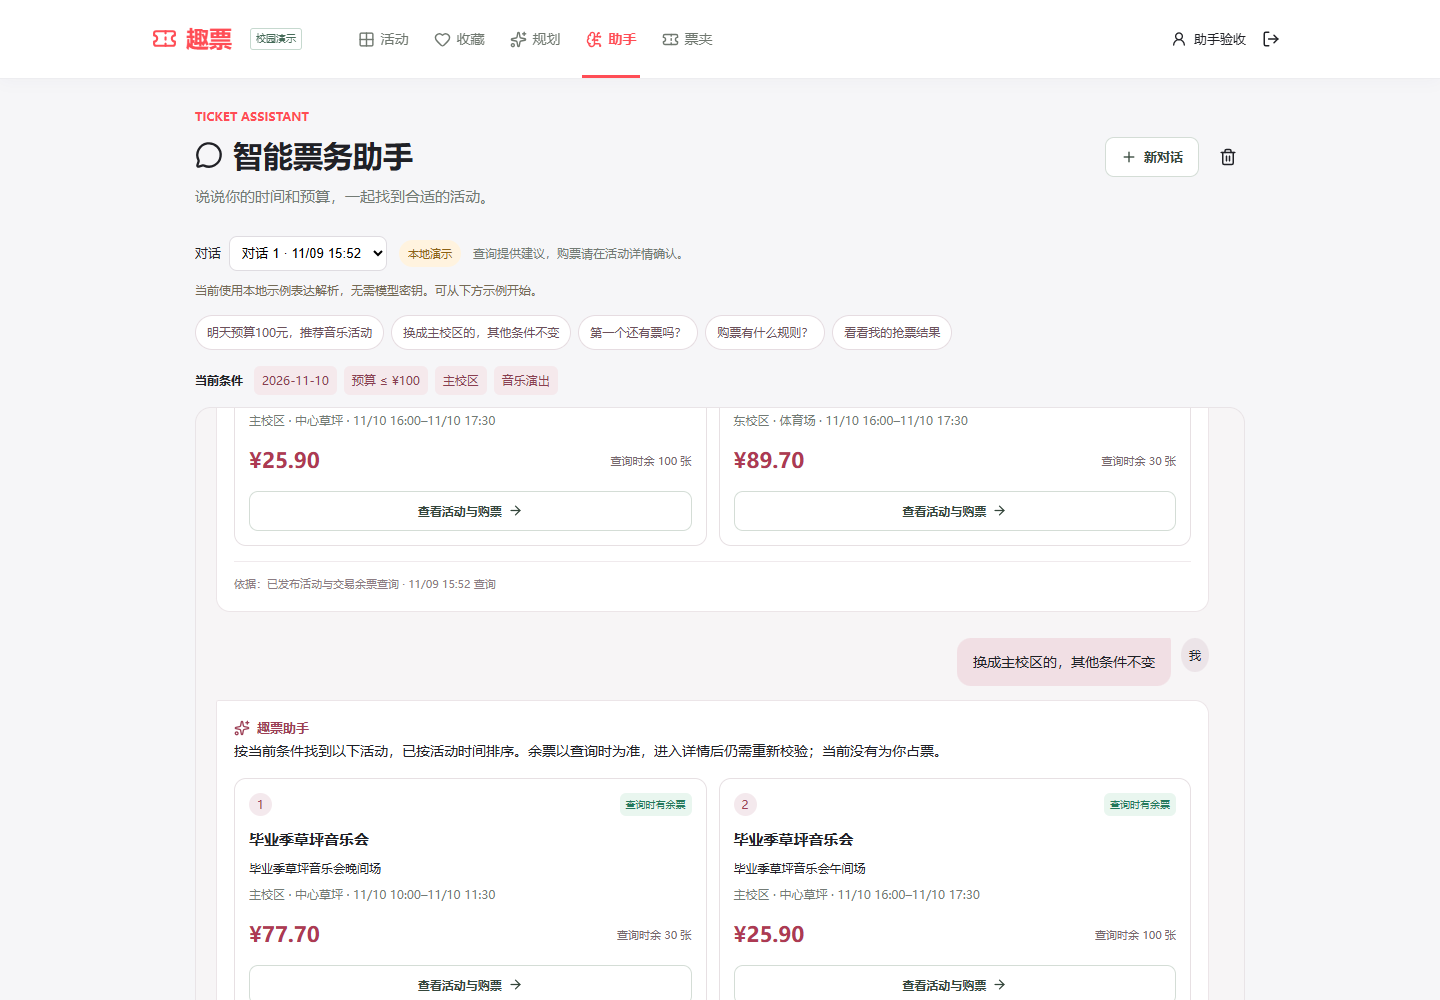 趣票
校园演示
活动
收藏
规划
助手
票夹
助手验收
TICKET ASSISTANT
智能票务助手
新对话
说说你的时间和预算，一起找到合适的活动。
对话
对话 1 · 11/09 15:52
本地演示
查询提供建议，购票请在活动详情确认。
当前使用本地示例表达解析，无需模型密钥。可从下方示例开始。
明天预算100元，推荐音乐活动
换成主校区的，其他条件不变
第一个还有票吗？
购票有什么规则？
看看我的抢票结果
当前条件
2026-11-10
预算 ≤ ¥100
主校区
音乐演出
主校区 · 中心草坪 · 11/10 16:00–11/10 17:30
¥25.90
查询时余 100 张
查看活动与购票 →
东校区 · 体育场 · 11/10 16:00–11/10 17:30
¥89.70
查询时余 30 张
查看活动与购票 →
依据：已发布活动与交易余票查询 · 11/09 15:52 查询
换成主校区的，其他条件不变
我
趣票助手
按当前条件找到以下活动，已按活动时间排序。余票以查询时为准，进入详情后仍需重新校验；当前没有为你占票。
1
查询时有余票
毕业季草坪音乐会
毕业季草坪音乐会晚间场
主校区 · 中心草坪 · 11/10 10:00–11/10 11:30
¥77.70
查询时余 30 张
查看活动与购票 →
2
查询时有余票
毕业季草坪音乐会
毕业季草坪音乐会午间场
主校区 · 中心草坪 · 11/10 16:00–11/10 17:30
¥25.90
查询时余 100 张
查看活动与购票 →